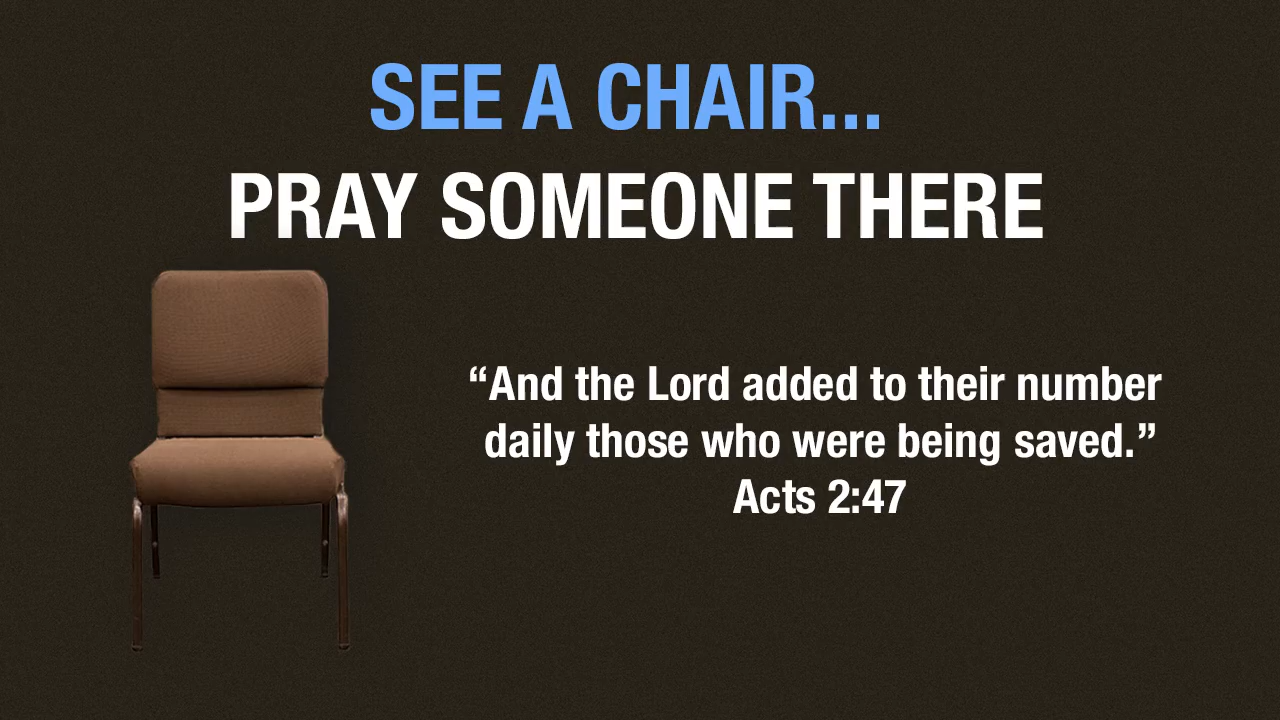 SEE A CHAIR...
PRAY SOMEONE THERE
“And the Lord added to their number
daily those who were being saved.”
Acts 2:47